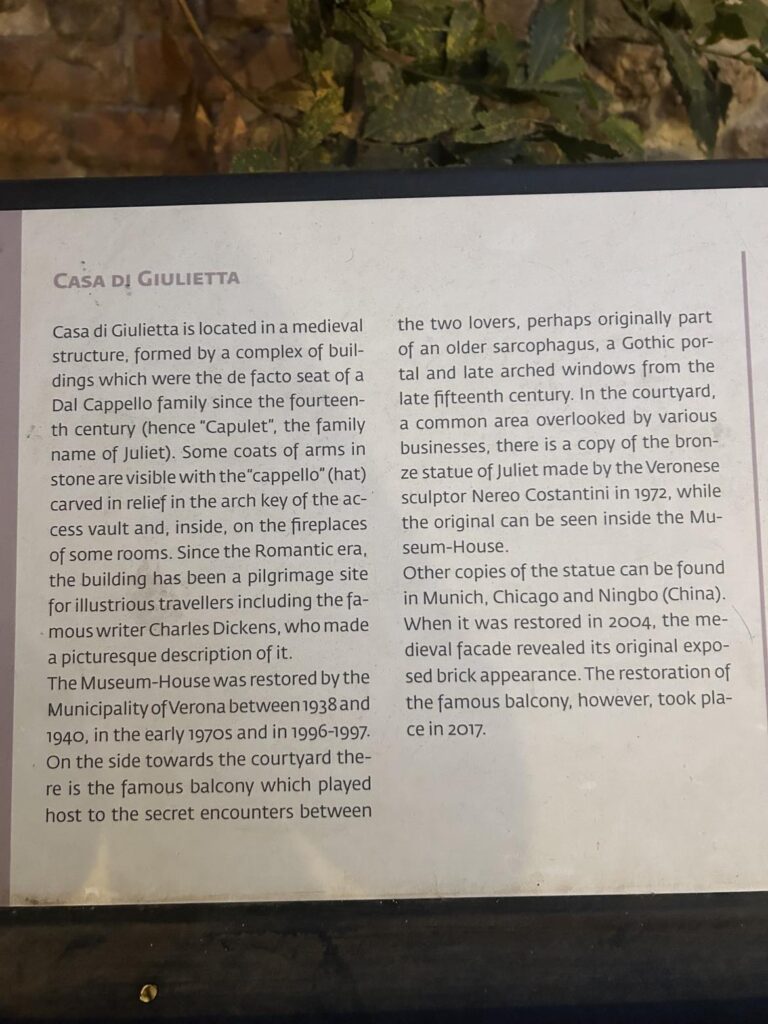 CASA DI GIULIETTA
Casa di Giulietta is located in a medieval
structure, formed by a complex of buil-
dings which were the de facto seat of a
Dal Cappello family since the fourteen-
th century (hence “Capulet”, the family
name of Juliet). Some coats of arms in
stone are visible with the “cappello” (hat)
carved in relief in the arch key of the ac-
cess vault and, inside, on the fireplaces
of some rooms. Since the Romantic era,
the building has been a pilgrimage site
for illustrious travellers including the fa-
mous writer Charles Dickens, who made
a picturesque description of it.
The Museum-House was restored by the
Municipality of Verona between 1938 and
1940, in the early 1970s and in 1996-1997.
On the side towards the courtyard the-
re is the famous balcony which played
host to the secret encounters between
the two lovers, perhaps originally part
of an older sarcophagus, a Gothic por-
tal and late arched windows from the
late fifteenth century. In the courtyard,
a common area overlooked by various
businesses, there is a copy of the bron-
ze statue of Juliet made by the Veronese
sculptor Nereo Costantini in 1972, while
the original can be seen inside the Mu-
seum-House.
Other copies of the statue can be found
in Munich, Chicago and Ningbo (China).
When it was restored in 2004, the me-
dieval facade revealed its original expo-
sed brick appearance. The restoration of
the famous balcony, however, took pla-
ce in 2017.